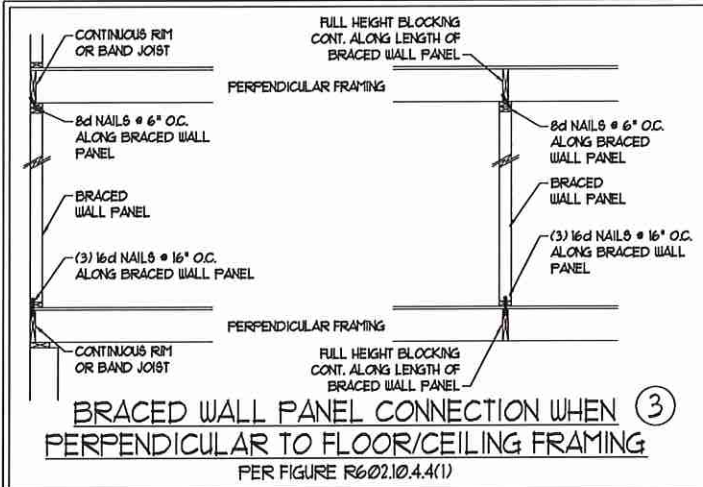 CONTINUOUS RIM
OR BAND JOIST
8d NAILS @ 6" O.C.
ALONG BRACED WALL
PANEL
BRACED
WALL PANEL
(3) 16d NAILS @ 16" O.C.
ALONG BRACED WALL PANEL
CONTINUOUS RIM
OR BAND JOIST
PERPENDICULAR FRAMING
PERPENDICULAR FRAMING
FULL HEIGHT BLOCKING
CONT. ALONG LENGTH OF
BRACED WALL PANEL
8d NAILS @ 6" O.C.
ALONG BRACED
WALL PANEL
BRACED
WALL PANEL
(3) 16d NAILS @ 16" O.C.
ALONG BRACED WALL
PANEL
FULL HEIGHT BLOCKING
CONT. ALONG LENGTH OF
BRACED WALL PANEL
BRACED WALL PANEL CONNECTION WHEN 3
PERPENDICULAR TO FLOOR/CEILING FRAMING
PER FIGURE R602.10.4.4(1)